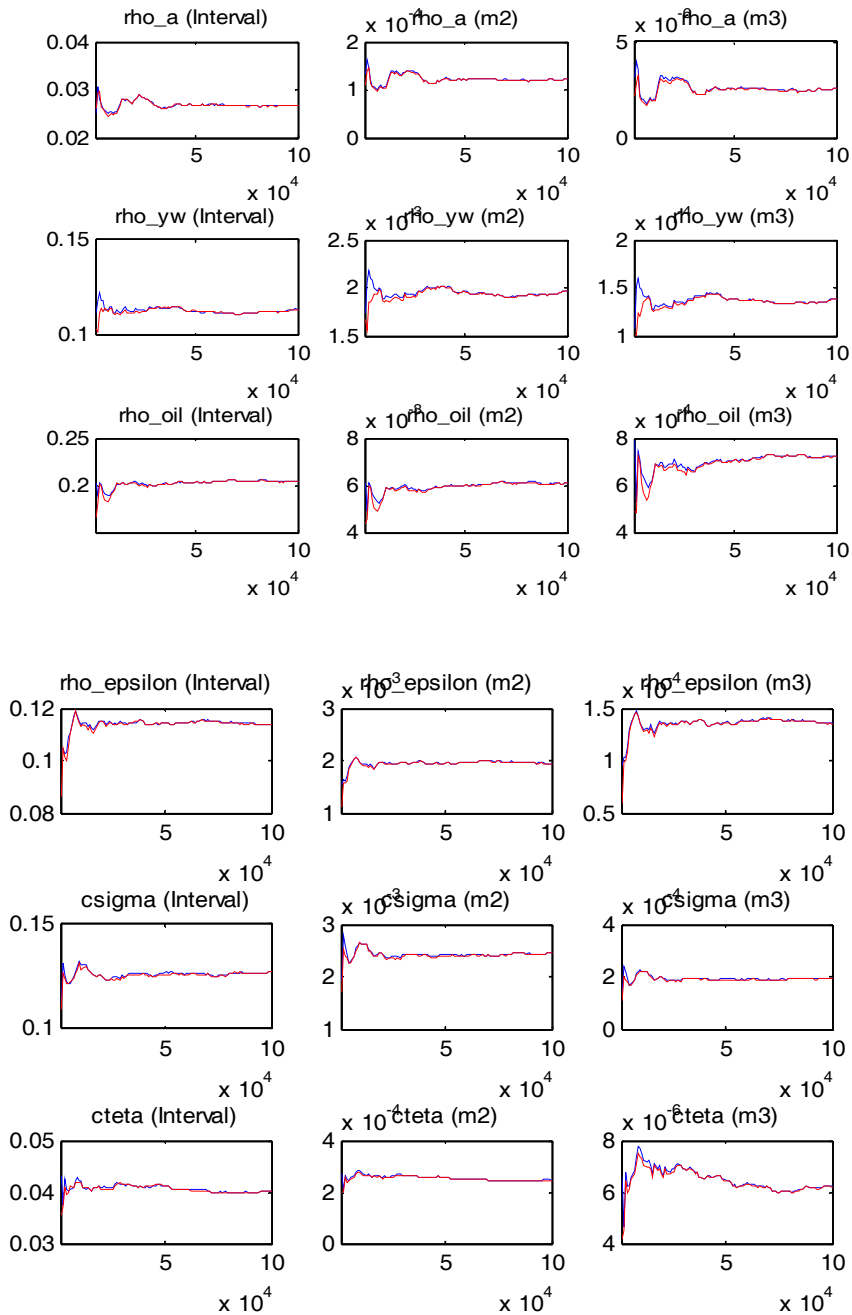 rho_a (Interval)
x 10^-4 rho_a (m2)
rho_a (m3)
0.04
0.03
0.02
5
10
x 10^4
2
1
0
5
10
x 10^4
5
0
5
10
x 10^4
rho_yw (Interval)
x 10^-3 rho_yw (m2)
x 10^-4 rho_yw (m3)
0.15
0.1
5
10
x 10^4
2.5
2
1.5
5
10
x 10^4
2
1.5
1
5
10
x 10^4
rho_oil (Interval)
x 10^-3 rho_oil (m2)
x 10^-4 rho_oil (m3)
0.25
0.2
5
10
x 10^4
8
6
4
5
10
x 10^4
8
6
4
5
10
x 10^4
rho_epsilon (Interval)
x 10^-3 rho_epsilon (m2)
x 10^-4 rho_epsilon (m3)
0.12
0.1
0.08
5
10
x 10^4
3
2
1
5
10
x 10^4
1.5
1
0.5
5
10
x 10^4
csigma (Interval)
x 10^-3 csigma (m2)
x 10^-4 csigma (m3)
0.15
0.1
5
10
x 10^4
3
2
1
5
10
x 10^4
4
2
0
5
10
x 10^4
cteta (Interval)
x 10^-4 cteta (m2)
x 10^-6 cteta (m3)
0.05
0.04
0.03
5
10
x 10^4
4
2
0
5
10
x 10^4
8
6
4
5
10
x 10^4